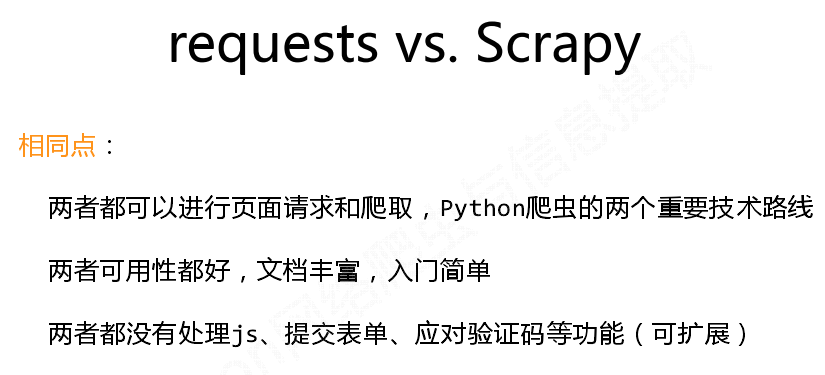 requests vs. Scrapy
相同点：
两者都可以进行页面请求和爬取，Python爬虫的两个重要技术路线
两者可用性都好，文档丰富，入门简单
两者都没有处理js、提交表单、应对验证码等功能（可扩展）